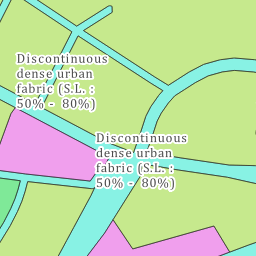 Discontinuous
dense urban
fabric (S.L. :
50% -  80%)
Discontinuous
dense urban
fabric (S.L. :
50% -  80%)